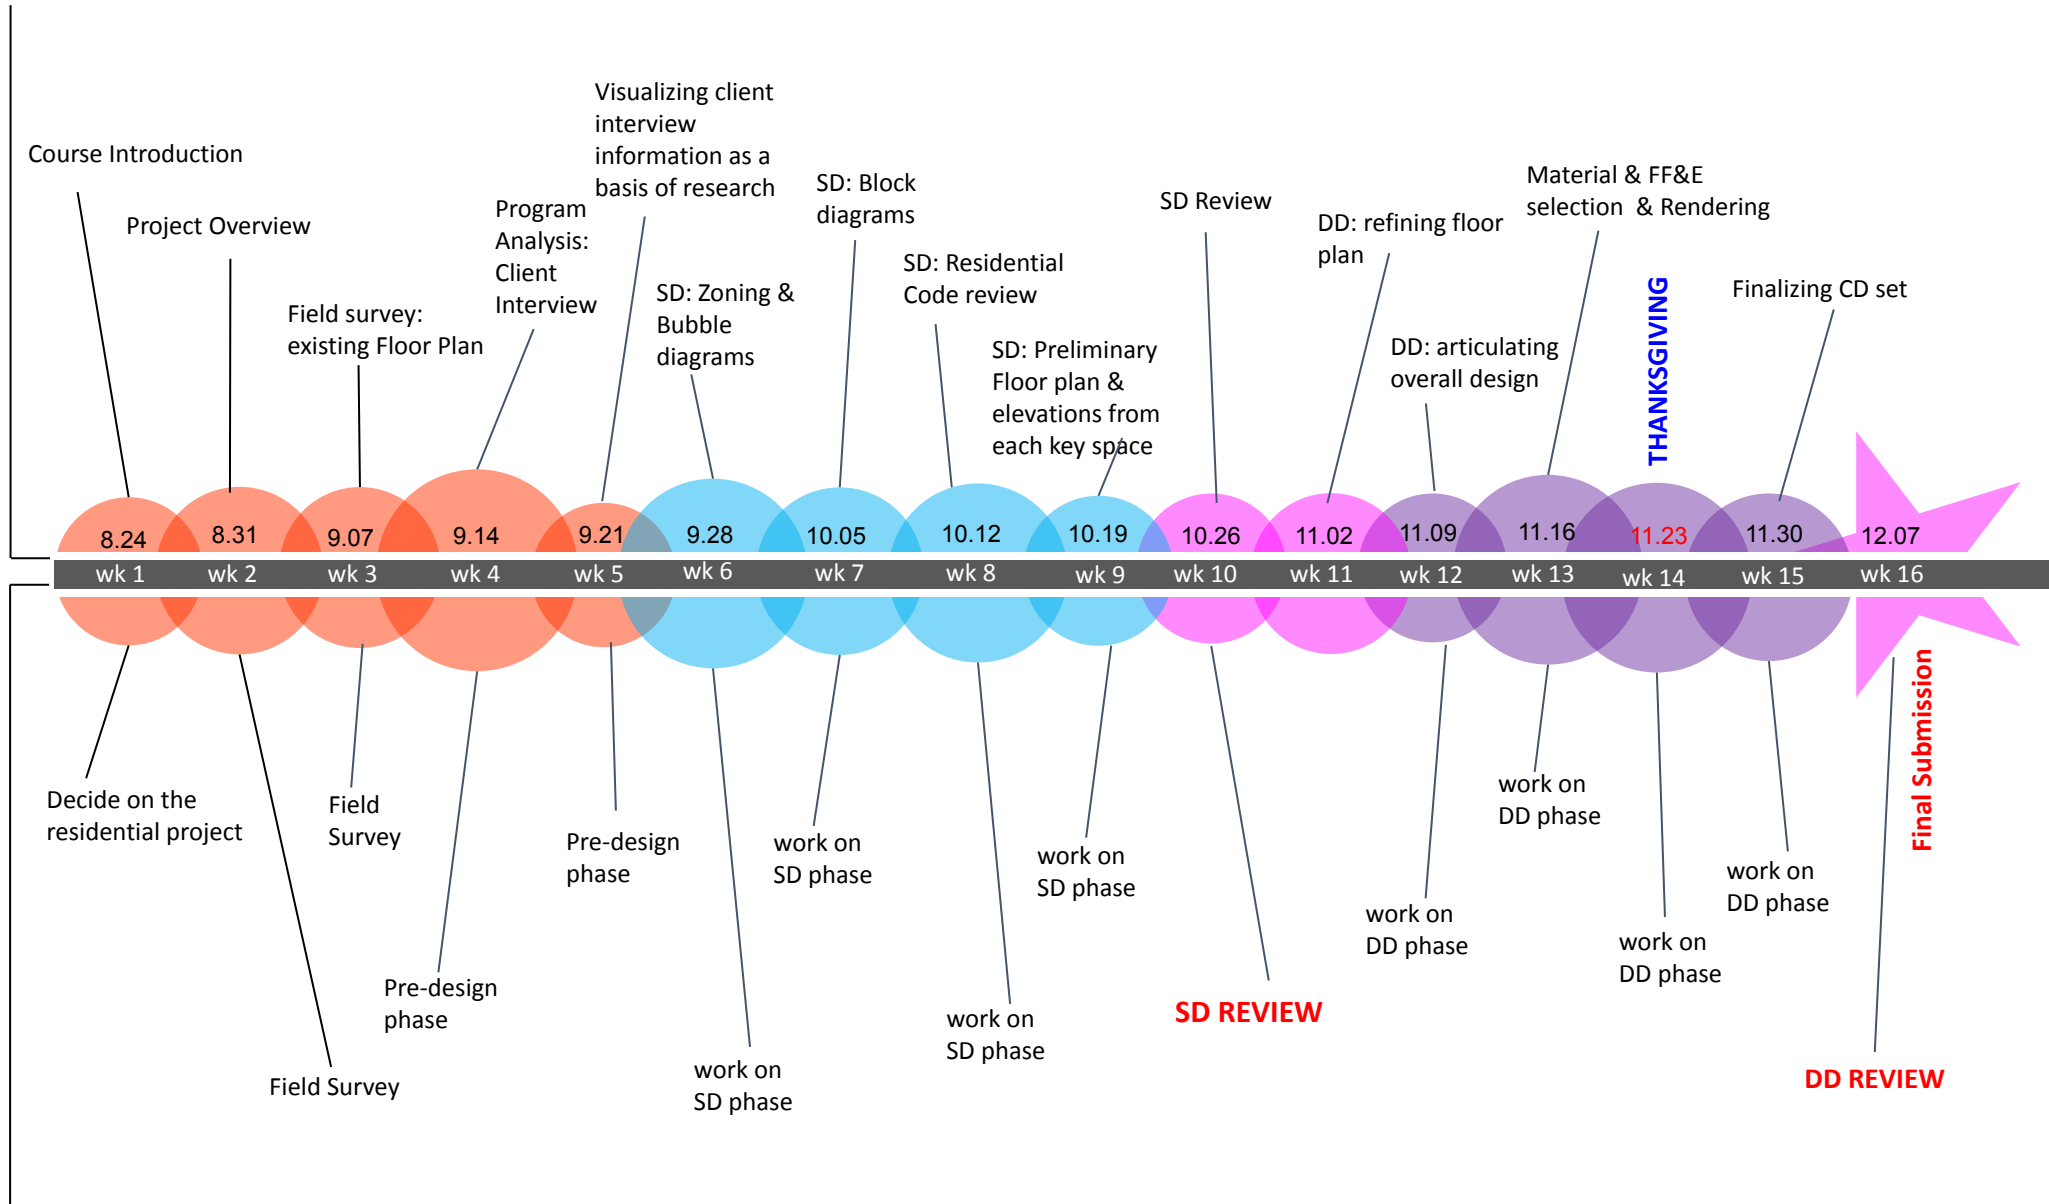 Course Introduction
Project Overview
Field survey:
existing Floor Plan
Program
Analysis:
Client
Interview
Visualizing client
interview
information as a
basis of research
SD: Zoning &
Bubble
diagrams
SD: Block
diagrams
SD: Residential
Code review
SD: Preliminary
Floor plan &
elevations from
each key space
SD Review
DD: refining floor
plan
DD: articulating
overall design
Material & FF&E
selection & Rendering
THANKSGIVING
Finalizing CD set
8.24
8.31
9.07
9.14
9.21
9.28
10.05
10.12
10.19
10.26
11.02
11.09
11.16
11.23
11.30
12.07
wk 1
wk 2
wk 3
wk 4
wk 5
wk 6
wk 7
wk 8
wk 9
wk 10
wk 11
wk 12
wk 13
wk 14
wk 15
wk 16
Decide on the
residential project
Field Survey
Field
Survey
Pre-design
phase
Pre-design
phase
work on
SD phase
work on
SD phase
work on
SD phase
work on
SD phase
SD REVIEW
work on
DD phase
work on
DD phase
work on
DD phase
work on
DD phase
Final Submission
DD REVIEW